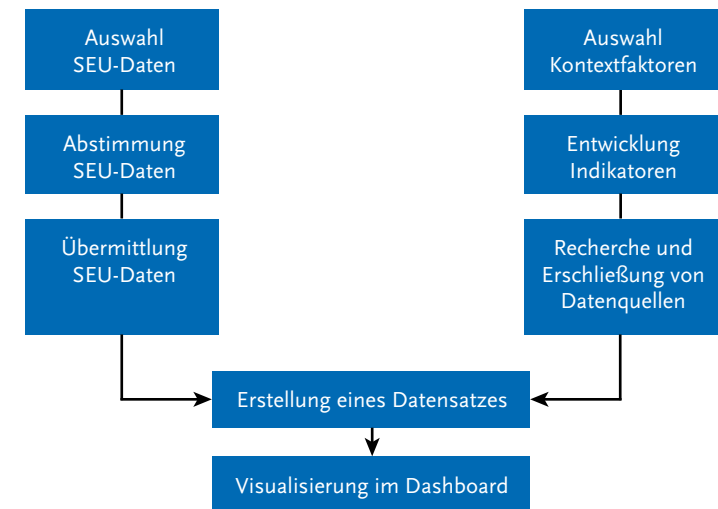 Auswahl
SEU-Daten
Abstimmung
SEU-Daten
Übermittlung
SEU-Daten
Auswahl
Kontextfaktoren
Entwicklung
Indikatoren
Recherche und
Erschließung von
Datenquellen
Erstellung eines Datensatzes
Visualisierung im Dashboard